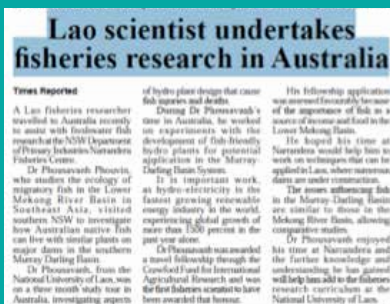 Lao scientist undertakes
fisheries research in Australia
Times Reported
A Lao fisheries researcher
travelled to Australia recently
to assist with freshwater fish
research at the NSW Department
of Primary Industries Narrandera
Fisheries Centre.
Dr Phousavanh Phouvin,
who studies the ecology of
migratory fish in the Lower
Mekong River Basin in
Southeast Asia, visited
southern NSW to investigate
how Australian native fish
can live with similar plants on
major dams in the southern
Murray Darling Basin.
Dr Phousavanh, from the
National University of Laos, was
on a three month study tour in
Australia, investigating aspects
of hydro plant design that cause
fish injuries and deaths.
During Dr Phousavanh's
time in Australia, he worked
on experiments with the
development of fish-friendly
hydro plants for potential
application in the Murray-
Darling Basin System.
It is important work,
as hydro-electricity is the
fastest growing renewable
energy industry in the world,
experiencing global growth of
more than 1500 percent in the
past year alone.
Dr Phousavanh was awarded
a travel fellowship through the
Crawford Fund for International
Agricultural Research and was
the first fisheries scientist to have
been awarded that honour.
His fellowship application
was assessed favourably because
of the importance of fish as a
source of income and food in the
Lower Mekong Basin.
He hoped his time at
Narrandera would help him to
work on techniques that can be
applied in Laos, where numerous
dams are under construction.
The issues influencing fish
in the Murray-Darling Basin
are similar to those in the
Mekong River Basin, allowing
comparative studies.
Dr Phousavanh enjoyed
his time at Narrandera and
the further knowledge and
understanding he has gained
will help him add to the fisheries
research curriculum at the
National University of Laos.